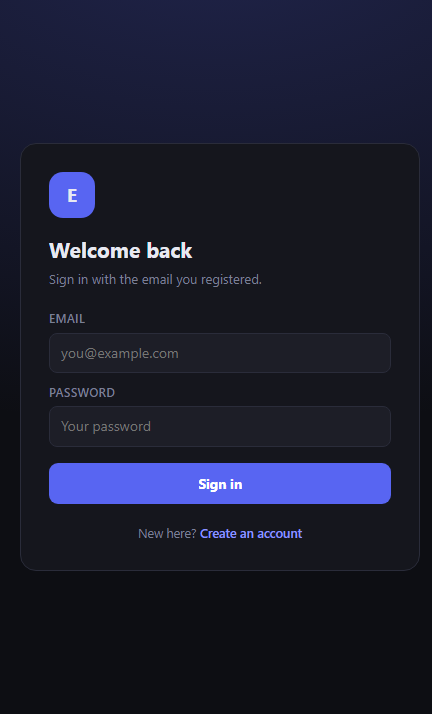 E
Welcome back
Sign in with the email you registered.
EMAIL
you@example.com
PASSWORD
Your password
Sign in
New here? Create an account